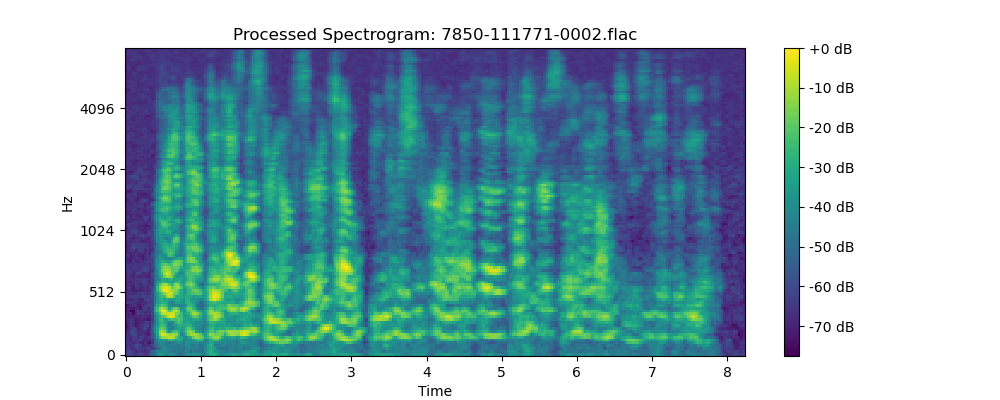 Processed Spectrogram: 7850-111771-0002.flac
Hz
4096
2048
1024
512
0
0 1 2 3 4 5 6 7 8
Time
+0 dB
-10 dB
-20 dB
-30 dB
-40 dB
-50 dB
-60 dB
-70 dB